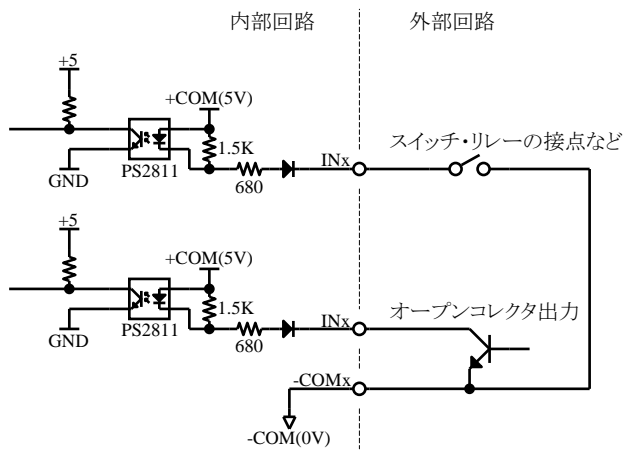 内部回路
外部回路
+5
+COM(5V)
1.5K
スイッチ・リレーの接点など
INx
GND
PS2811
680
+5
+COM(5V)
1.5K
オープンコレクタ出力
INx
GND
PS2811
680
-COMx
-COM(0V)